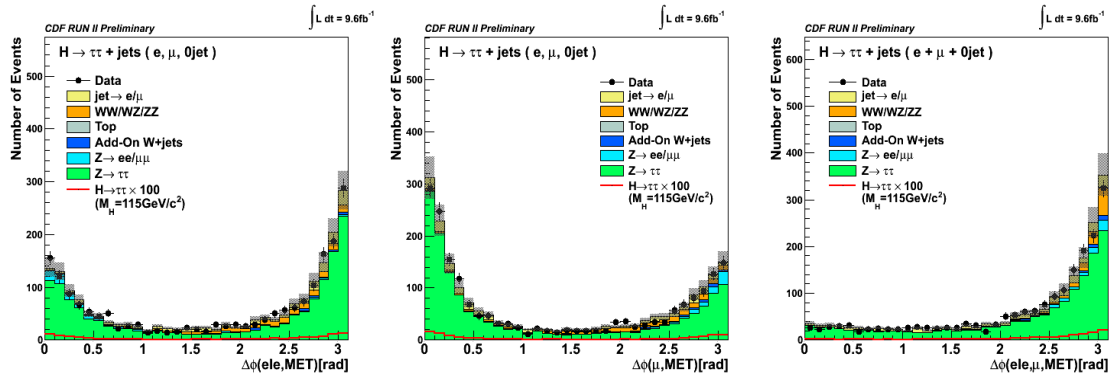 CDF RUN II Preliminary
∫ L dt = 9.6fb⁻¹
H → ττ + jets ( e, μ, 0jet)
Data
jet→ e/μ
WW/WZ/ZZ
Top
Add-On W+jets
Z→ ee/μμ
Z→ ττ
H→ττ × 100
(M_H=115GeV/c²)
Number of Events
500
400
300
200
100
0
0 0.5 1 1.5 2 2.5 3
Δϕ(ele,MET)[rad]
CDF RUN II Preliminary
∫ L dt = 9.6fb⁻¹
H → ττ + jets ( e, μ, 0jet)
Data
jet→ e/μ
WW/WZ/ZZ
Top
Add-On W+jets
Z→ ee/μμ
Z→ ττ
H→ττ × 100
(M_H=115GeV/c²)
Number of Events
500
400
300
200
100
0
0 0.5 1 1.5 2 2.5 3
Δϕ(μ,MET)[rad]
CDF RUN II Preliminary
∫ L dt = 9.6fb⁻¹
H → ττ + jets ( e + μ + 0jet)
Data
jet→ e/μ
WW/WZ/ZZ
Top
Add-On W+jets
Z→ ee/μμ
Z→ ττ
H→ττ × 100
(M_H=115GeV/c²)
Number of Events
600
500
400
300
200
100
0
0 0.5 1 1.5 2 2.5 3
Δϕ(ele,μ,MET)[rad]